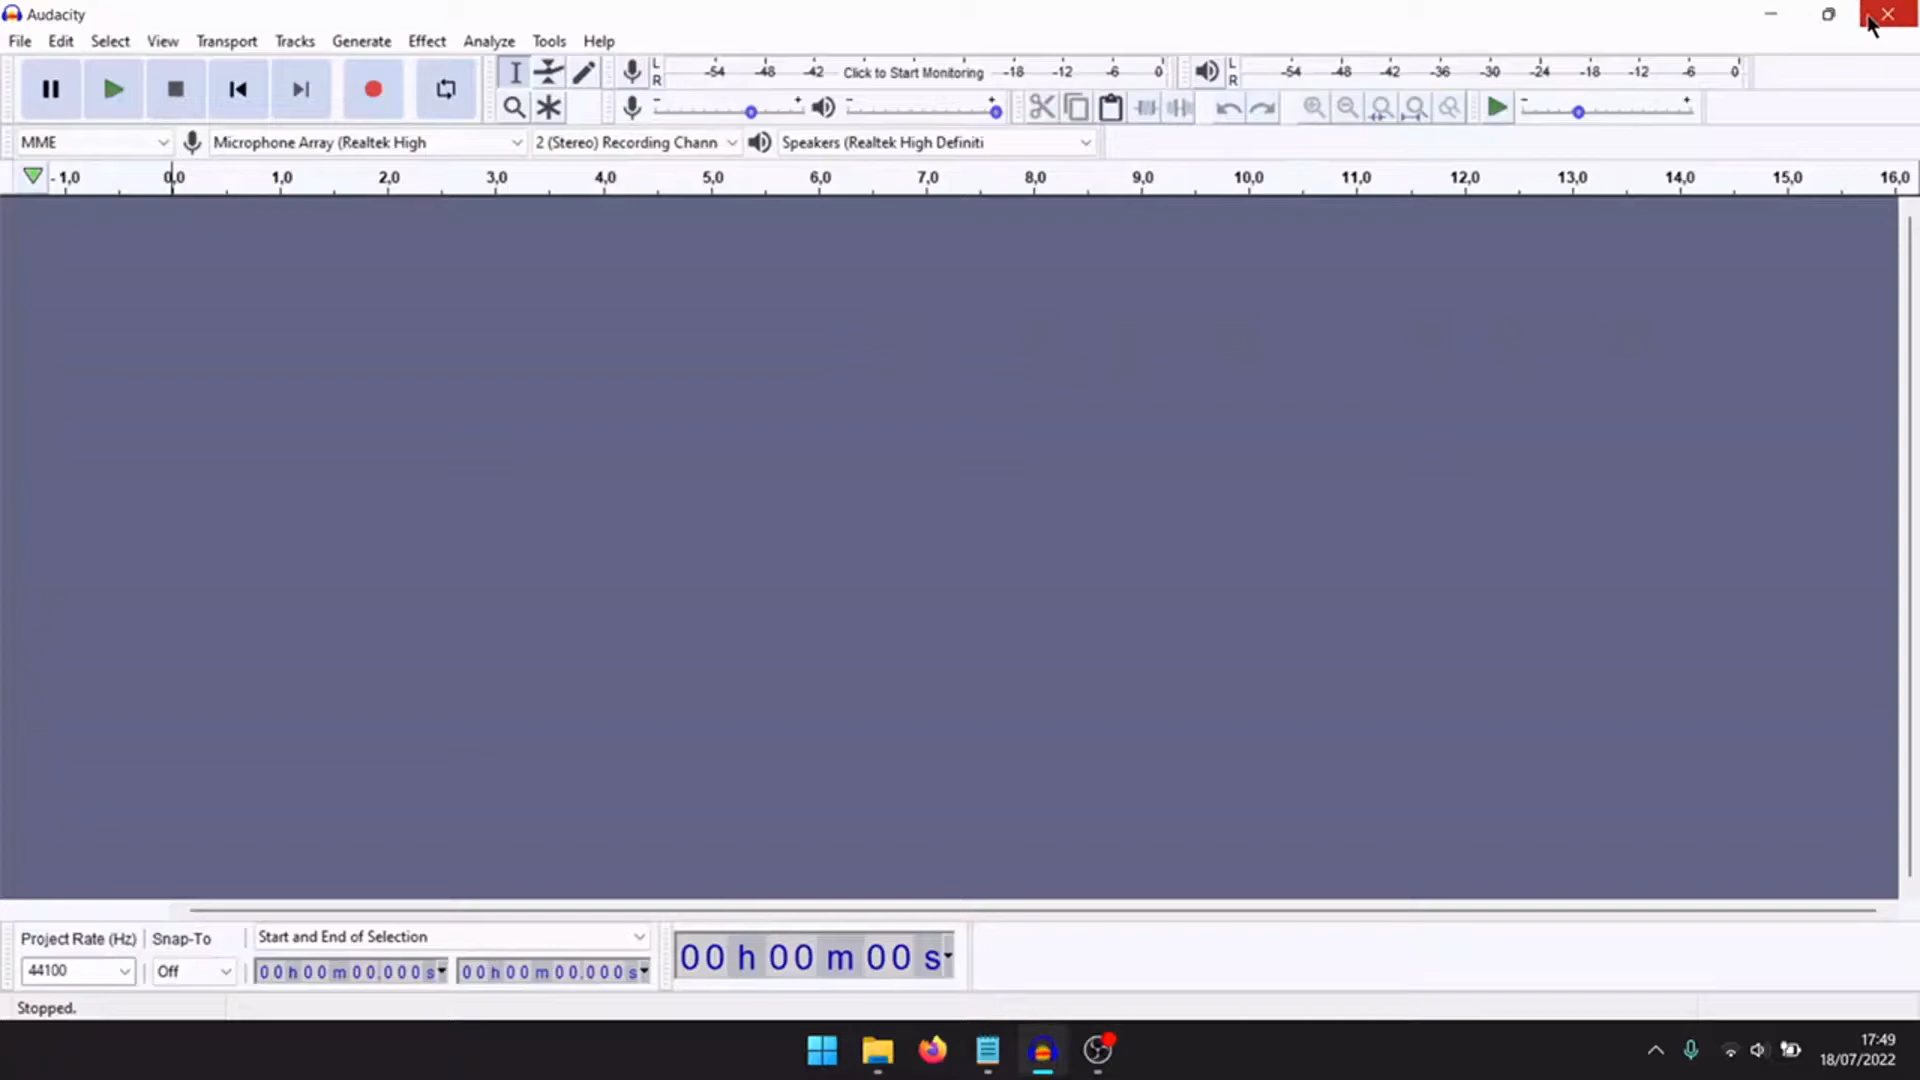 Audacity
File Edit Select View Transport Tracks Generate Effect Analyze Tools Help
L R -54 -48 -42 Click to Start Monitoring -18 -12 -6 0 L R -54 -48 -42 -36 -30 -24 -18 -12 -6 0
- + - + - +
MME Microphone Array (Realtek High 2 (Stereo) Recording Chann Speakers (Realtek High Definiti
- 1,0 0,0 1,0 2,0 3,0 4,0 5,0 6,0 7,0 8,0 9,0 10,0 11,0 12,0 13,0 14,0 15,0 16,0
Project Rate (Hz) Snap-To Start and End of Selection
44100 Off 00 h 00 m 00.000 s 00 h 00 m 00.000 s 00 h 00 m 00 s
Stopped.
17:49
18/07/2022